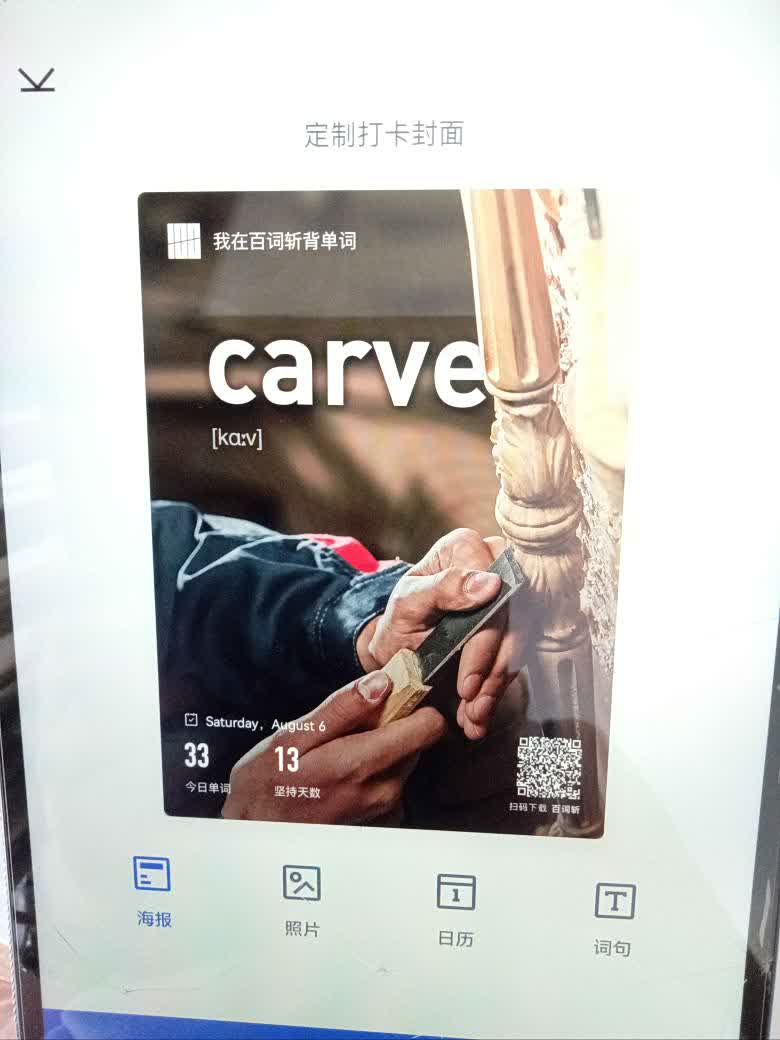 定制打卡封面
我在百词斩背单词
carve
[kɑːv]
Saturday, August 6
33
今日单词
13
坚持天数
扫码下载 百词斩
海报
照片
1
日历
T
词句